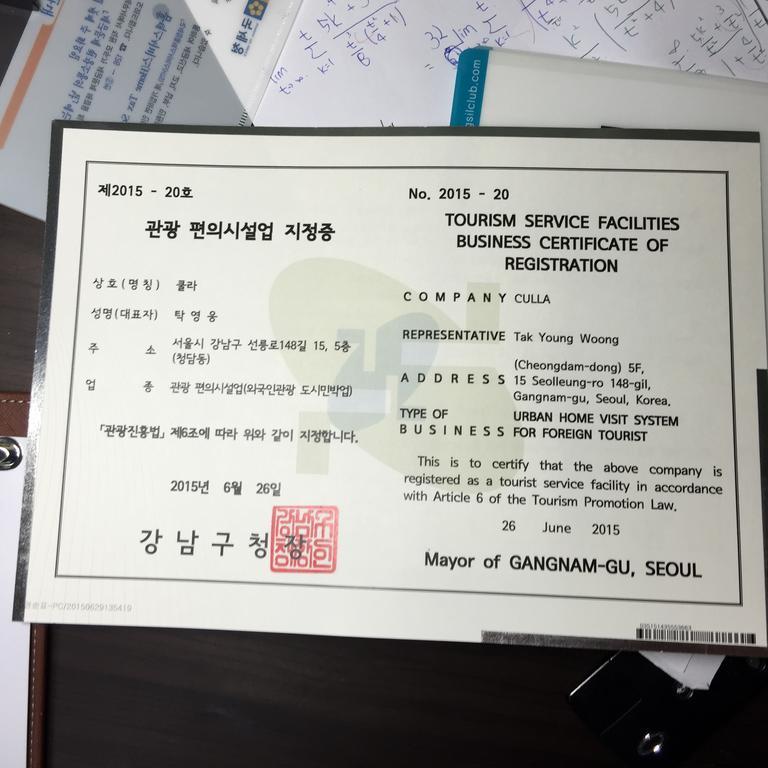 gsilclub.com
제2015 - 20호
관광 편의시설업 지정증
상호(명칭) 쿨라
성명(대표자) 탁 영 웅
주 소 서울시 강남구 선릉로148길 15, 5층
(청담동)
업 종 관광 편의시설업(외국인관광 도시민박업)
「관광진흥법」 제6조에 따라 위와 같이 지정합니다.
2015년 6월 26일
강 남 구 청 장
No. 2015 - 20
TOURISM SERVICE FACILITIES
BUSINESS CERTIFICATE OF
REGISTRATION
COMPANY CULLA
REPRESENTATIVE Tak Young Woong
(Cheongdam-dong) 5F,
ADDRESS 15 Seolleung-ro 148-gil,
Gangnam-gu, Seoul, Korea.
TYPE OF URBAN HOME VISIT SYSTEM
BUSINESS FOR FOREIGN TOURIST
This is to certify that the above company is
registered as a tourist service facility in accordance
with Article 6 of the Tourism Promotion Law.
26 June 2015
Mayor of GANGNAM-GU, SEOUL
-PC/20150629135419